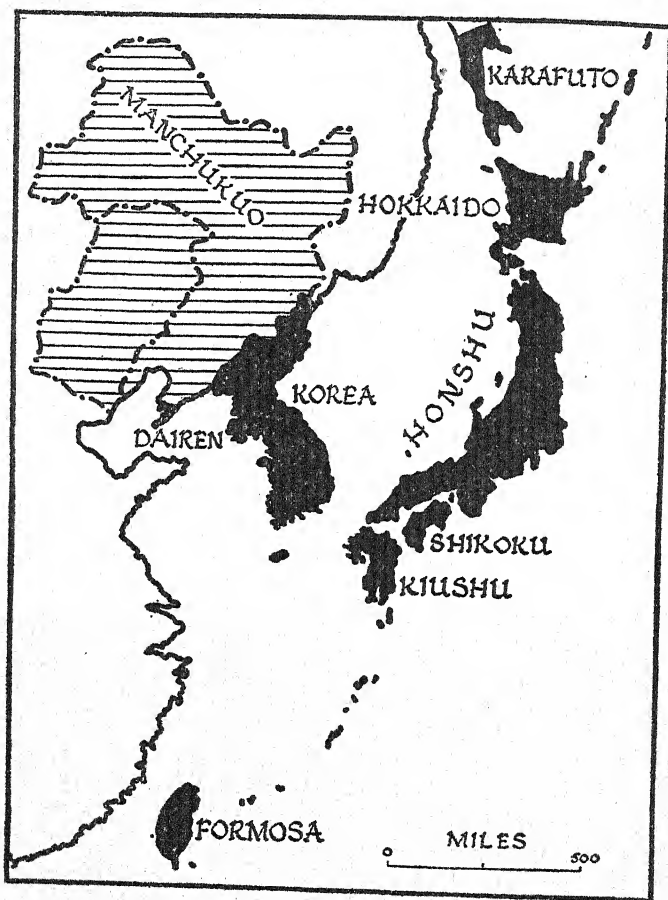 KARAFUTO
MANCHUKUO
HOKKAIDO
HONSHU
KOREA
DAIREN
SHIKOKU
KIUSHU
FORMOSA
MILES
0 500